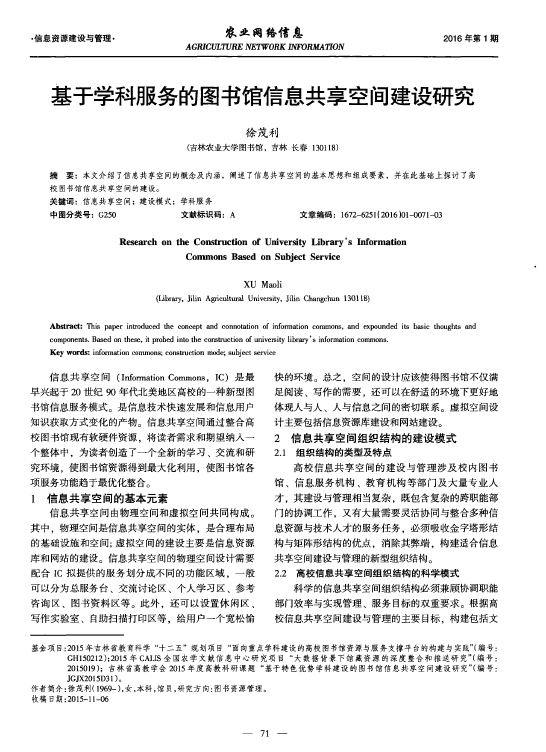 ·信息资源建设与管理·
农业网络信息
AGRICULTURE NETWORK INFORMATION
2016 年第 1 期
基于学科服务的图书馆信息共享空间建设研究
徐茂利
(吉林农业大学图书馆，吉林 长春 130118)
摘 要：本文介绍了信息共享空间的概念及内涵，阐述了信息共享空间的基本思想和组成要素，并在此基础上探讨了高
校图书馆信息共享空间的建设。
关键词：信息共享空间；建设模式；学科服务
中图分类号：G250 文献标识码：A 文章编码：1672-6251(2016)01-0071-03
Research on the Construction of University Library's Information
Commons Based on Subject Service
XU Maoli
(Library, Jilin Agricultural University, Jilin Changchun 130118)
Abstract: This paper introduced the concept and connotation of information commons, and expounded its basic thoughts and
components. Based on these, it probed into the construction of university library's information commons.
Key words: information commons; construction mode; subject service
信息共享空间（Information Commons，IC）是最
早兴起于 20 世纪 90 年代北美地区高校的一种新型图
书馆信息服务模式。是信息技术快速发展和信息用户
知识获取方式变化的产物。信息共享空间通过整合高
校图书馆现有软硬件资源，将读者需求和期望纳入一
个整体中，为读者创造了一个全新的学习、交流和研
究环境，使图书馆资源得到最大化利用，使图书馆各
项服务功能趋于最优化整合。
1 信息共享空间的基本元素
信息共享空间由物理空间和虚拟空间共同构成。
其中，物理空间是信息共享空间的实体，是合理布局
的基础设施和空间；虚拟空间的建设主要是信息资源
库和网站的建设。信息共享空间的物理空间设计需要
配合 IC 拟提供的服务划分成不同的功能区域，一般
可以分为总服务台、交流讨论区、个人学习区、参考
咨询区、图书资料区等。此外，还可以设置休闲区、
写作实验室、自助扫描打印区等，给用户一个宽松愉
快的环境。总之，空间的设计应该使得图书馆不仅满
足阅读、写作的需要，还可以在舒适的环境下更好地
体现人与人、人与信息之间的密切联系。虚拟空间设
计主要包括信息资源库建设和网站建设。
2 信息共享空间组织结构的建设模式
2.1 组织结构的类型及特点
高校信息共享空间的建设与管理涉及校内图书
馆、信息服务机构、教育机构等部门及大量专业人
才，其建设与管理相当复杂，既包含复杂的跨职能部
门的协调工作，又有大量需要灵活协同与整合多种信
息资源与技术人才的服务任务，必须吸收金字塔形结
构与矩阵形结构的优点，消除其弊端，构建适合信息
共享空间建设与管理的新型组织结构。
2.2 高校信息共享空间组织结构的科学模式
科学的信息共享空间组织结构必须兼顾协调职能
部门效率与实现管理、服务目标的双重要求。根据高
校信息共享空间建设与管理的主要目标，构建包括文
基金项目：2015 年吉林省教育科学“十二五”规划项目“面向重点学科建设的高校图书馆资源与服务支撑平台的构建与实践”（编号：
GH150212）；2015 年 CALIS 全国农学文献信息中心研究项目“大数据背景下馆藏资源的深度整合和推送研究”（编号：
2015019）；吉林省高教学会 2015 年度高教科研课题“基于特色优势学科建设的图书馆信息共享空间建设研究”（编号：
JGJX2015D31）。
作者简介：徐茂利（1969-），女，本科，馆员，研究方向：图书资源管理。
收稿日期：2015-11-06
— 71 —